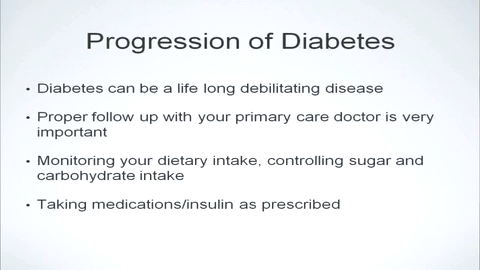 Progression of Diabetes
• Diabetes can be a life long debilitating disease
• Proper follow up with your primary care doctor is very
important
• Monitoring your dietary intake, controlling sugar and
carbohydrate intake
• Taking medications/insulin as prescribed